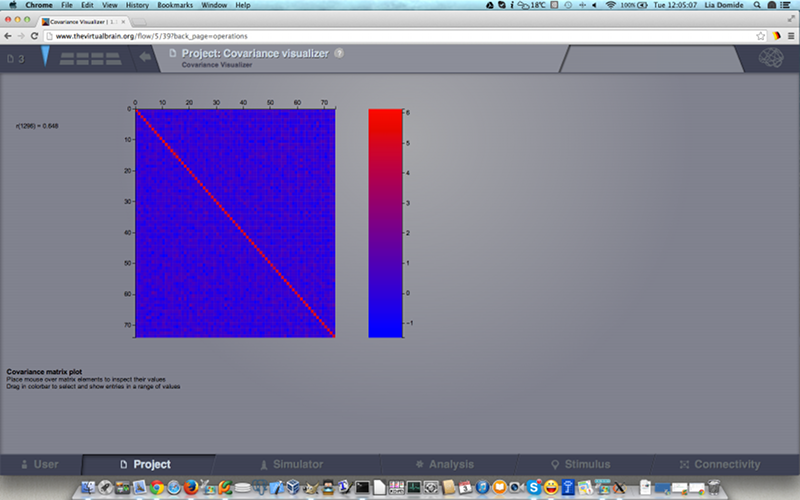 Chrome File Edit View History Bookmarks Window Help
18°C
100%
Tue 12:05:07 Lia Domide
Covariance Visualizer | 1.
www.thevirtualbrain.org/flow/5/39?back_page=operations
3
Project: Covariance visualizer ?
Covariance Visualizer
0 10 20 30 40 50 60 70
r(1296) = 0.648
0
10
20
30
40
50
60
70
6
5
4
3
2
1
0
−1
Covariance matrix plot
Place mouse over matrix elements to inspect their values
Drag in colorbar to select and show entries in a range of values
User
Project
Simulator
Analysis
Stimulus
Connectivity